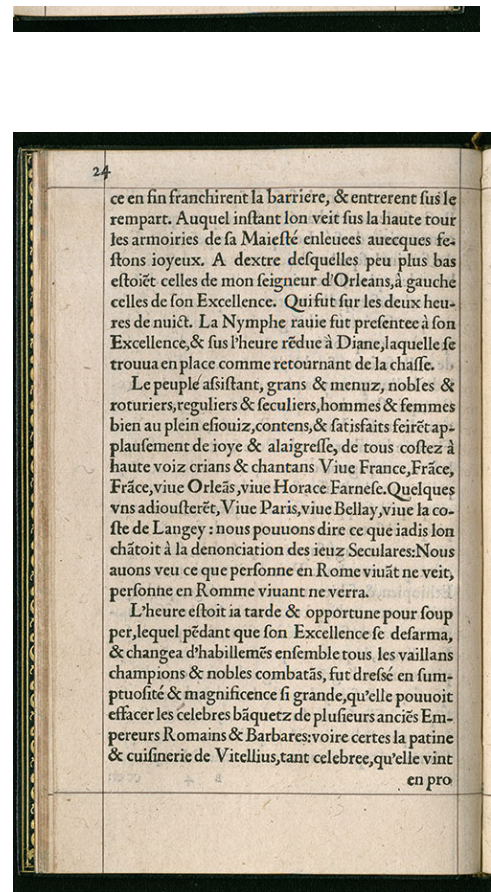 24
ce en fin franchirent la barriere, & entrerent ſus le
rempart. Auquel inſtant lon veit ſus la haute tour
les armoiries de ſa Maieſté enleuees auecques fe-
ſtons ioyeux. A dextre deſquelles peu plus bas
eſtoiẽt celles de mon ſeigneur d'Orleans,à gauche
celles de ſon Excellence. Qui fut ſur les deux heu-
res de nuict. La Nymphe rauie fut preſentee à ſon
Excellence,& ſus l'heure rẽdue à Diane,laquelle ſe
trouua en place comme retournant de la chaſſe.
Le peuple aſsiſtant, grans & menuz, nobles &
roturiers,reguliers & ſeculiers,hommes & femmes
bien au plein eſiouiz,contens,& ſatisfaits feirẽt ap-
plauſement de ioye & alaigreſſe, de tous coſtez à
haute voiz crians & chantans Viue France,Frãce,
Frãce,viue Orleãs,viue Horace Farneſe.Quelques
vns adiouſterẽt,Viue Paris,viue Bellay,viue la co-
ſte de Langey : nous pouuons dire ce que iadis lon
chãtoit à la denonciation des ieuz Seculares:Nous
auons veu ce que perſonne en Rome viuãt ne veit,
perſonne en Romme viuant ne verra.
L'heure eſtoit ia tarde & opportune pour ſoup
per,lequel pẽdant que ſon Excellence ſe deſarma,
& changea d'habillemẽs enſemble tous les vaillans
champions & nobles combatãs, fut dreſsé en ſum-
ptuoſité & magnificence ſi grande,qu'elle pouuoit
effacer les celebres bãquetz de pluſieurs anciẽs Em-
pereurs Romains & Barbares:voire certes la patine
& cuiſinerie de Vitellius,tant celebree,qu'elle vint
en pro